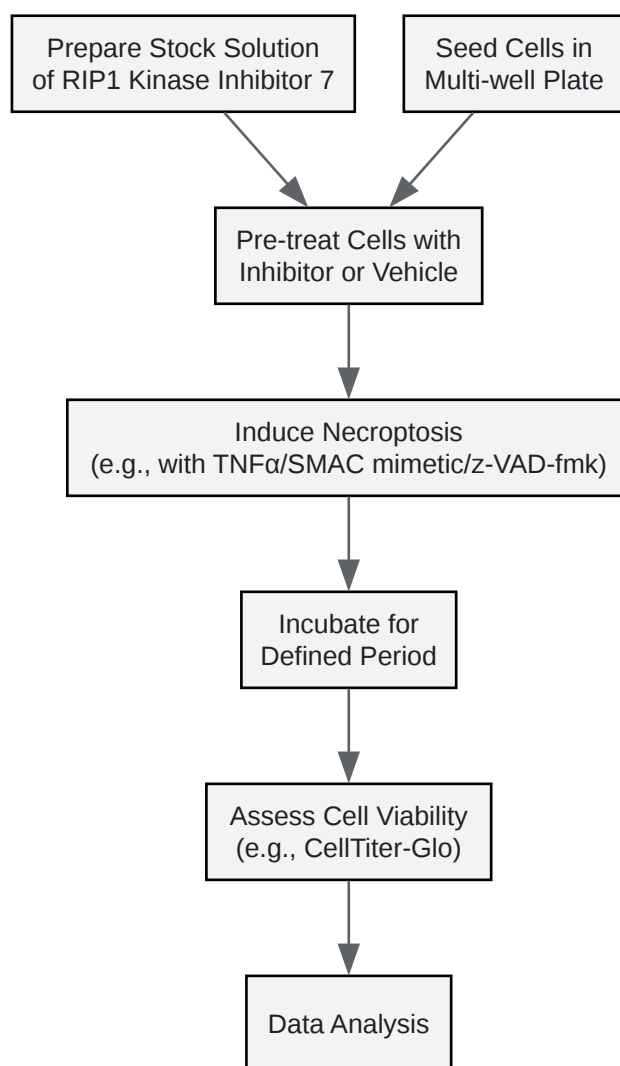 Prepare Stock Solution
of RIP1 Kinase Inhibitor 7
Seed Cells in
Multi-well Plate
Pre-treat Cells with
Inhibitor or Vehicle
Induce Necroptosis
(e.g., with TNFα/SMAC mimetic/z-VAD-fmk)
Incubate for
Defined Period
Assess Cell Viability
(e.g., CellTiter-Glo)
Data Analysis